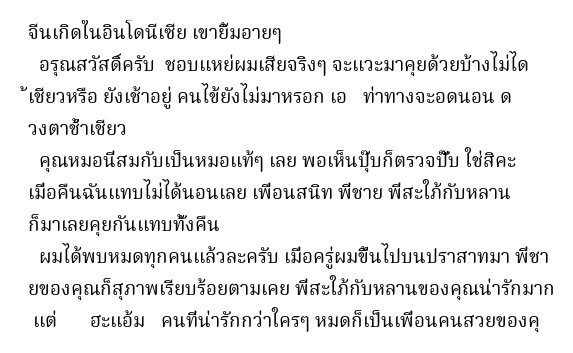 จีนเกิดในอินโดนีเซีย เขายิ้มอายๆ
อรุณสวัสดิ์ครับ ชอบแหย่ผมเสียจริงๆ จะแวะมาคุยด้วยบ้างไม่ได
้เชียวหรือ ยังเช้าอยู่ คนไข้ยังไม่มาหรอก เอ ท่าทางจะอดนอน ด
วงตาช้ำเชียว
คุณหมอนี่สมกับเป็นหมอแท้ๆ เลย พอเห็นปุ๊บก็ตรวจปั๊บ ใช่สิคะ
เมื่อคืนฉันแทบไม่ได้นอนเลย เพื่อนสนิท พี่ชาย พี่สะใภ้กับหลาน
ก็มาเลยคุยกันแทบทั้งคืน
ผมได้พบหมดทุกคนแล้วละครับ เมื่อครู่ผมขึ้นไปบนปราสาทมา พี่ชา
ยของคุณก็สุภาพเรียบร้อยตามเคย พี่สะใภ้กับหลานของคุณน่ารักมาก
แต่ ฮะแอ้ม คนที่น่ารักกว่าใครๆ หมดก็เป็นเพื่อนคนสวยของคุ